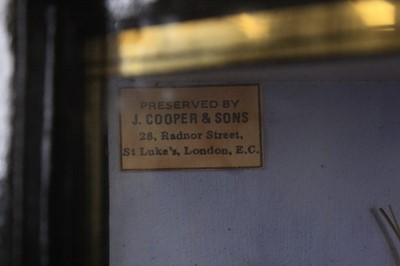 PRESERVED BY
J. COOPER & SONS
28, Radnor Street,
St Luke's, London, E.C.